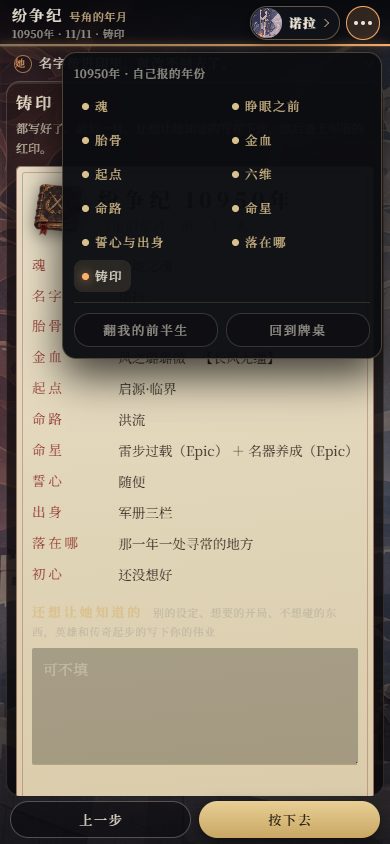 纷争纪 号角的年月
10950年 · 11/11 · 铸印
诺拉
她 名字
铸印
都写好了
红印。
10950年 · 自己报的年份
魂 睁眼之前
胎骨 金血
起点 六维
命路 命星
誓心与出身 落在哪
铸印
翻我的前半生 回到牌桌
魂
名字
胎骨
金血
起点 启源·临界
命路 洪流
命星 雷步过载（Epic） ＋ 名器养成（Epic）
誓心 随便
出身 军册三栏
落在哪 那一年一处寻常的地方
初心 还没想好
还想让她知道的 别的设定、想要的开局、不想碰的东
西、英雄和传奇起步的写下你的伟业
可不填
上一步 按下去